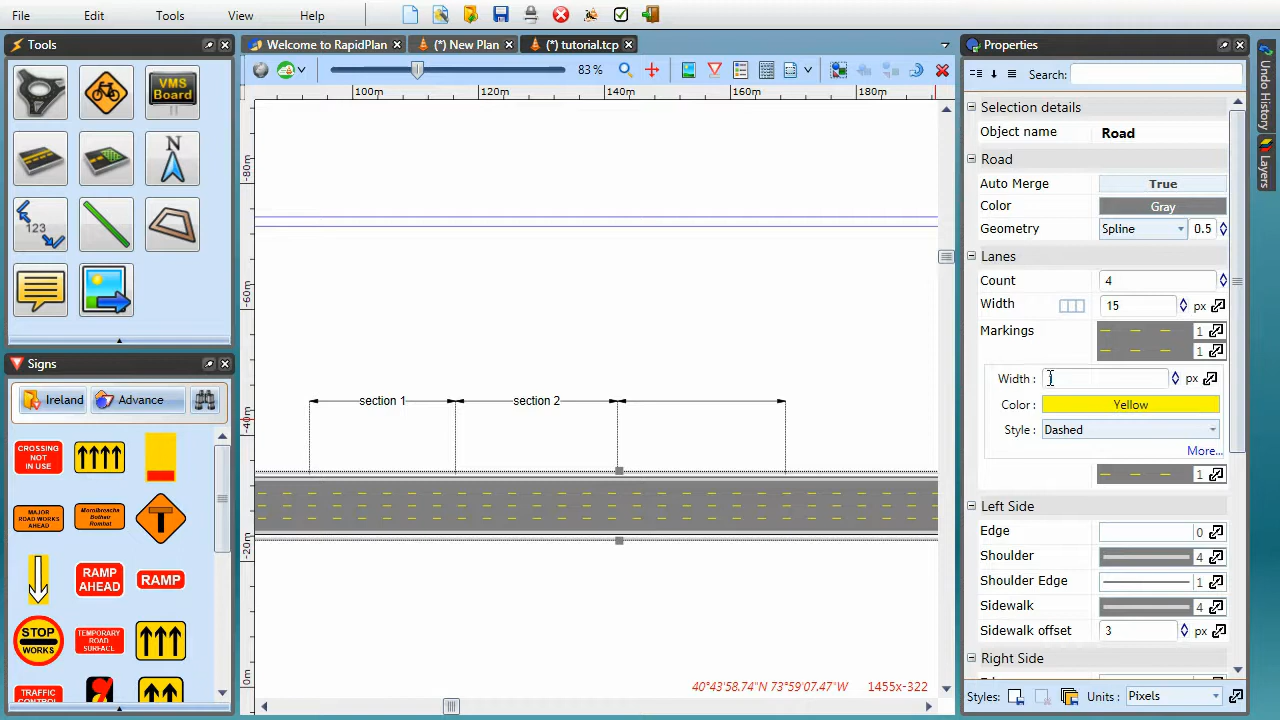 File Edit Tools View Help
Tools
VMS Board
N
123
Signs
Ireland Advance
CROSSING NOT IN USE
MAJOR ROAD WORKS AHEAD
RAMP AHEAD
RAMP
STOP WORKS
TEMPORARY ROAD SURFACE
TRAFFIC CONTROL
Welcome to RapidPlan (*) New Plan (*) tutorial.tcp
83 %
100m 120m 140m 160m 180m
-80m
-60m
-40m
-20m
0m
section 1 section 2
40°43'58.74"N 73°59'07.47"W 1455x-322
Properties
Search:
Selection details
Object name Road
Road
Auto Merge True
Color Gray
Geometry Spline 0.5
Lanes
Count 4
Width 15 px
Markings 1
1
Width : px
Color : Yellow
Style : Dashed
More...
1
Left Side
Edge 0
Shoulder 4
Shoulder Edge 1
Sidewalk 4
Sidewalk offset 3 px
Right Side
Styles: Units : Pixels
Undo History
Layers